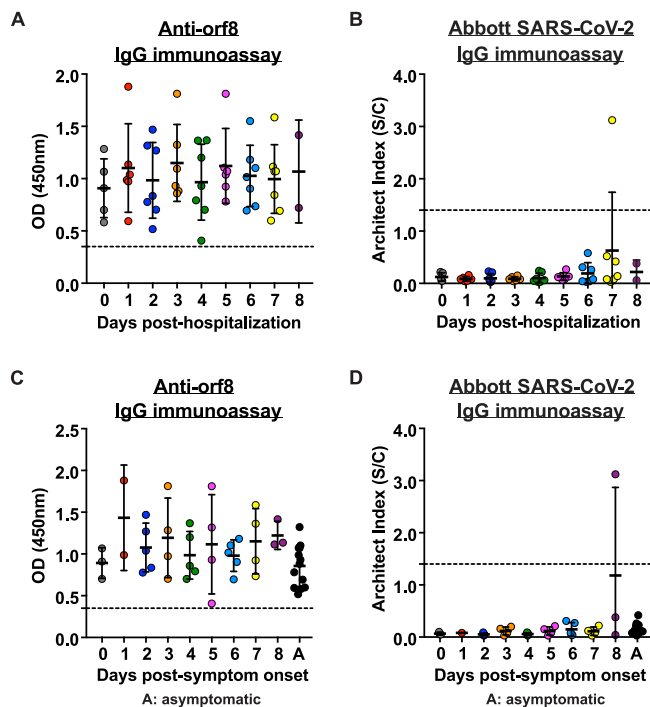 A
Anti-orf8
IgG immunoassay
OD (450nm)
2.0
1.5
1.0
0.5
0.0
0 1 2 3 4 5 6 7 8
Days post-hospitalization
B
Abbott SARS-CoV-2
IgG immunoassay
Architect Index (S/C)
4.0
3.0
2.0
1.0
0.0
0 1 2 3 4 5 6 7 8
Days post-hospitalization
C
Anti-orf8
IgG immunoassay
OD (450nm)
2.5
2.0
1.5
1.0
0.5
0.0
0 1 2 3 4 5 6 7 8 A
Days post-symptom onset
A: asymptomatic
D
Abbott SARS-CoV-2
IgG immunoassay
Architect Index (S/C)
4.0
3.0
2.0
1.0
0.0
0 1 2 3 4 5 6 7 8 A
Days post-symptom onset
A: asymptomatic